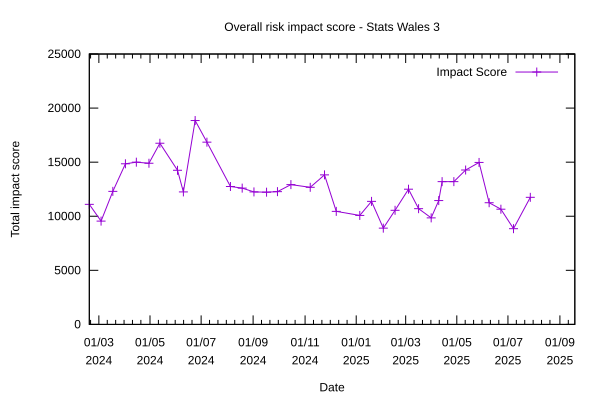 Overall risk impact score - Stats Wales 3
25000
20000
15000
10000
5000
0
Total impact score
Impact Score
01/03 01/05 01/07 01/09 01/11 01/01 01/03 01/05 01/07 01/09
2024 2024 2024 2024 2024 2025 2025 2025 2025 2025
Date